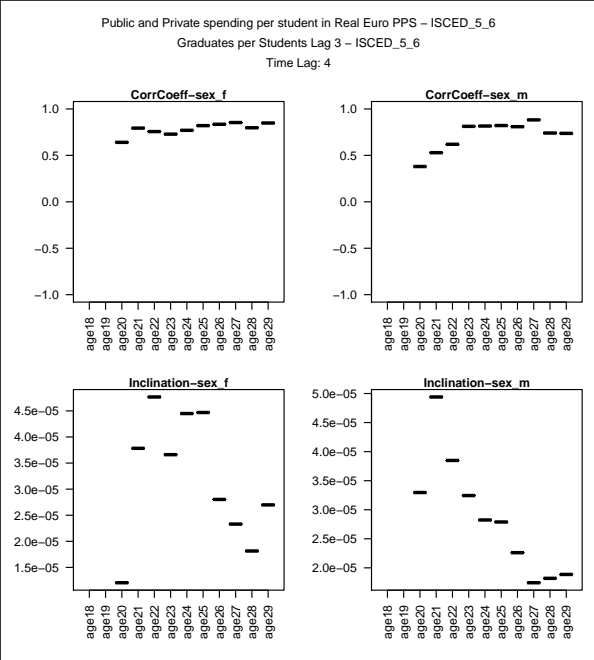 Public and Private spending per student in Real Euro PPS − ISCED_5_6
Graduates per Students Lag 3 − ISCED_5_6
Time Lag: 4
CorrCoeff−sex_f
1.0
0.5
0.0
−0.5
−1.0
age18
age19
age20
age21
age22
age23
age24
age25
age26
age27
age28
age29
CorrCoeff−sex_m
1.0
0.5
0.0
−0.5
−1.0
age18
age19
age20
age21
age22
age23
age24
age25
age26
age27
age28
age29
Inclination−sex_f
4.5e−05
4.0e−05
3.5e−05
3.0e−05
2.5e−05
2.0e−05
1.5e−05
age18
age19
age20
age21
age22
age23
age24
age25
age26
age27
age28
age29
Inclination−sex_m
5.0e−05
4.5e−05
4.0e−05
3.5e−05
3.0e−05
2.5e−05
2.0e−05
age18
age19
age20
age21
age22
age23
age24
age25
age26
age27
age28
age29